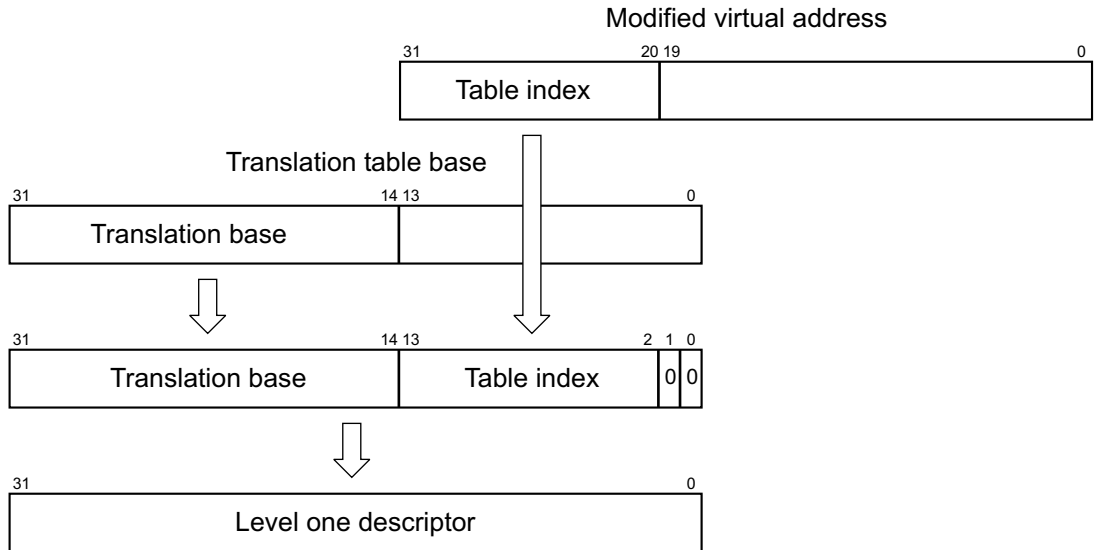 Modified virtual address
31 20 19 0
Table index
Translation table base
31 14 13 0
Translation base
31 14 13 2 1 0
Translation base Table index 0 0
31 0
Level one descriptor